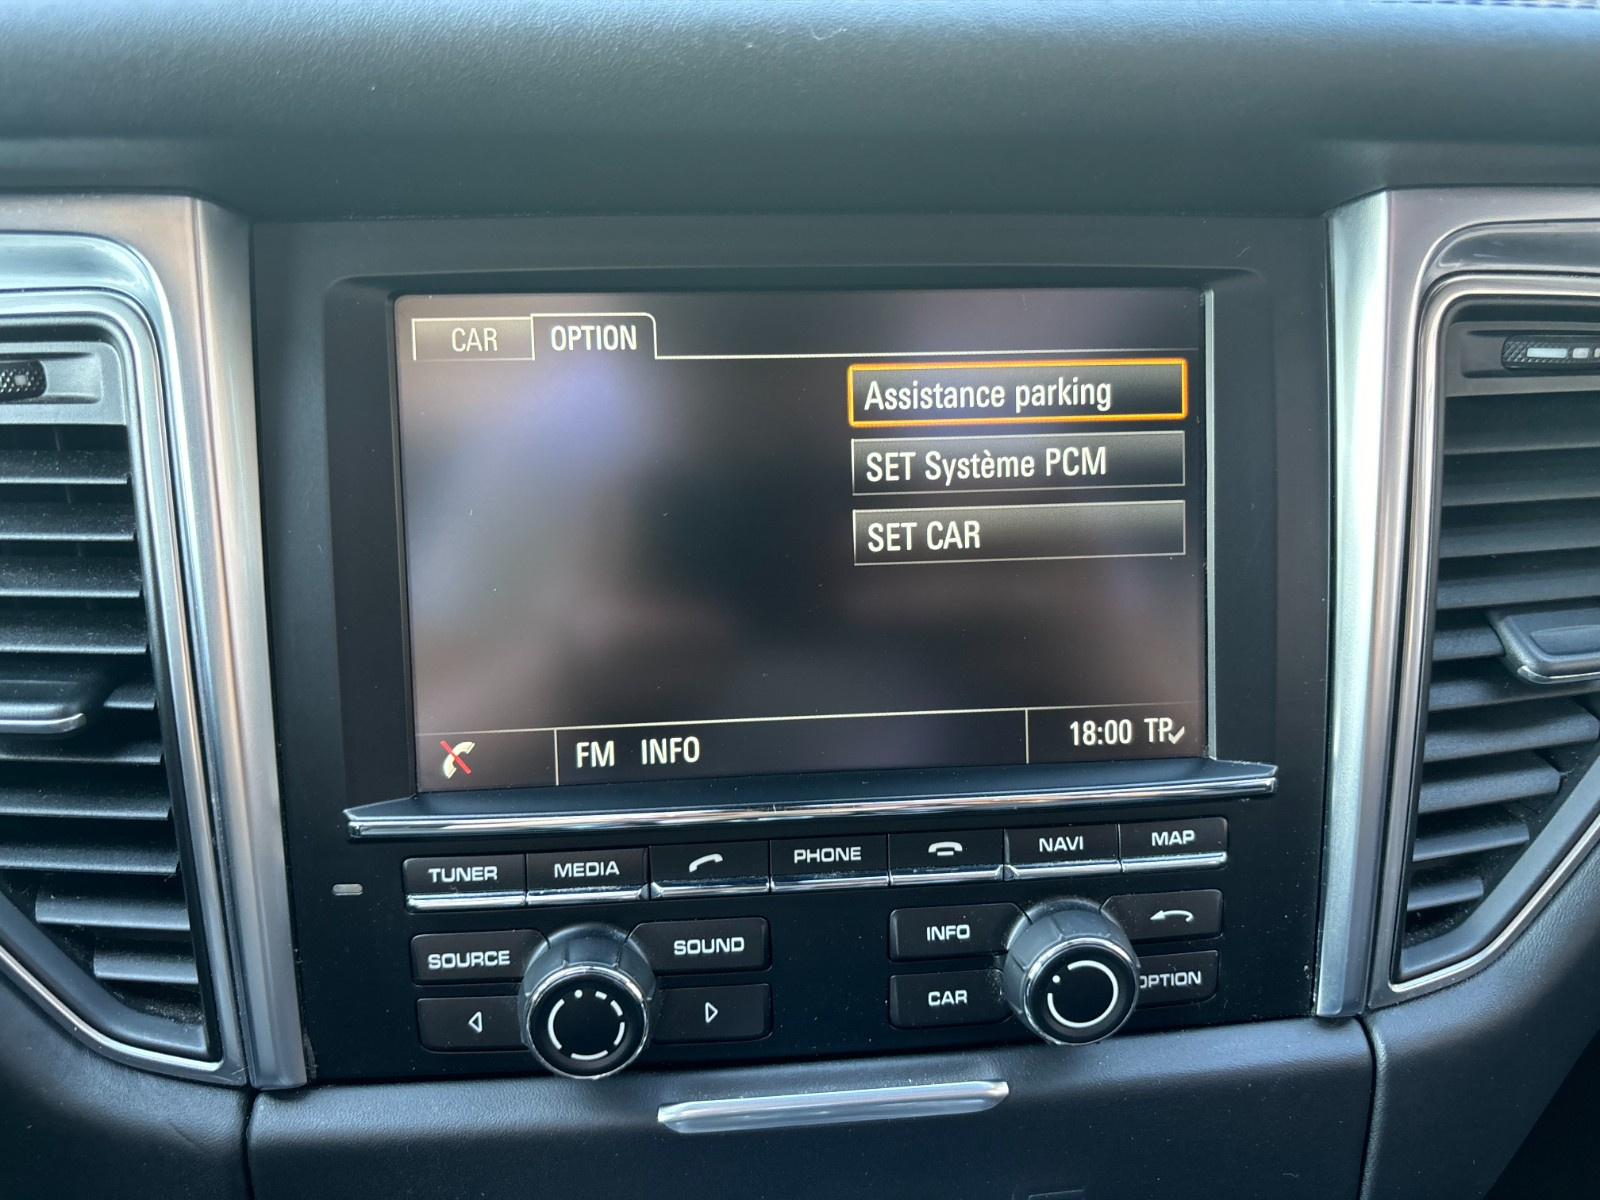 CAR OPTION
Assistance parking
SET Système PCM
SET CAR
FM INFO 18:00 TP
TUNER MEDIA PHONE NAVI MAP
SOURCE SOUND INFO
CAR OPTION